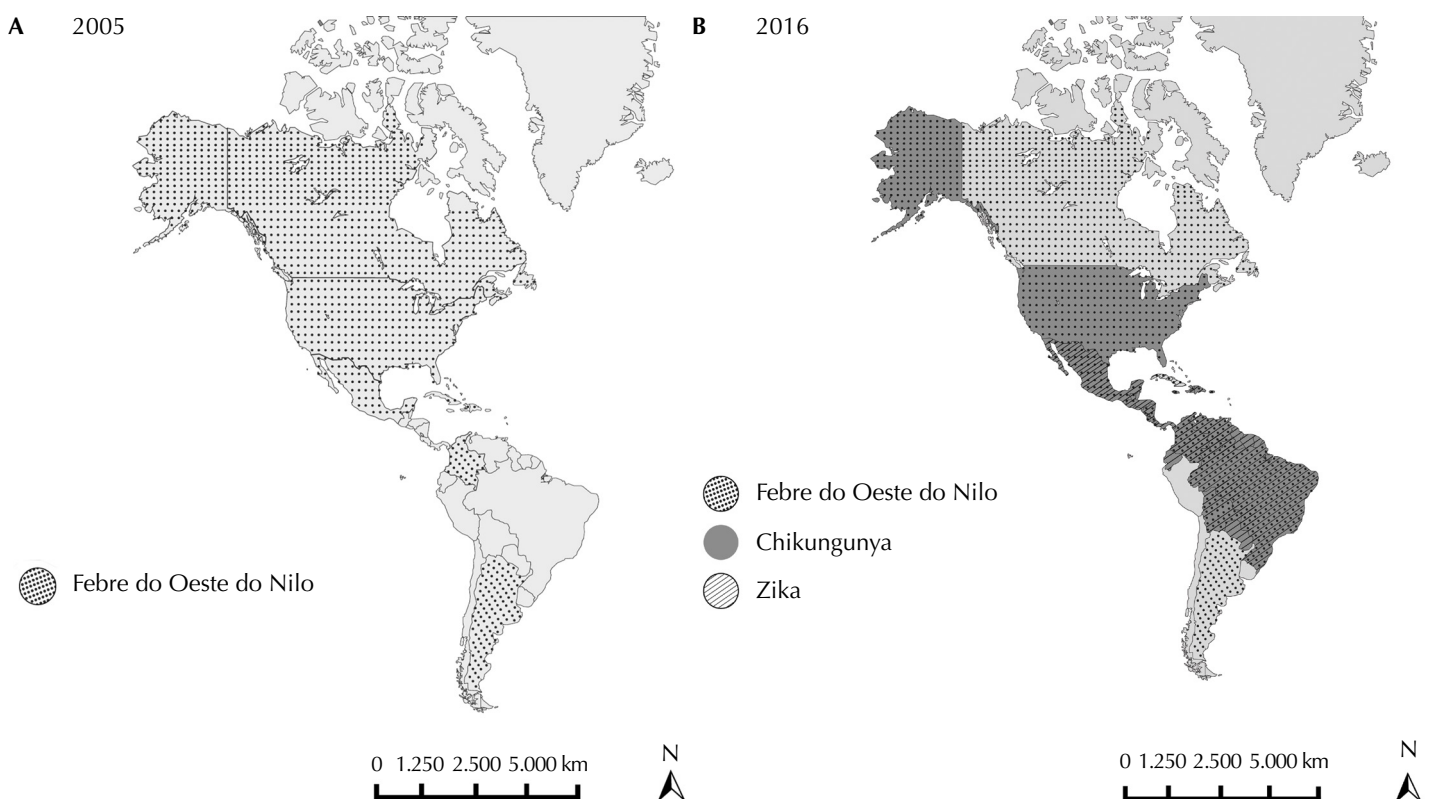 A 2005
Febre do Oeste do Nilo
0 1.250 2.500 5.000 km
N
B 2016
Febre do Oeste do Nilo
Chikungunya
Zika
0 1.250 2.500 5.000 km
N